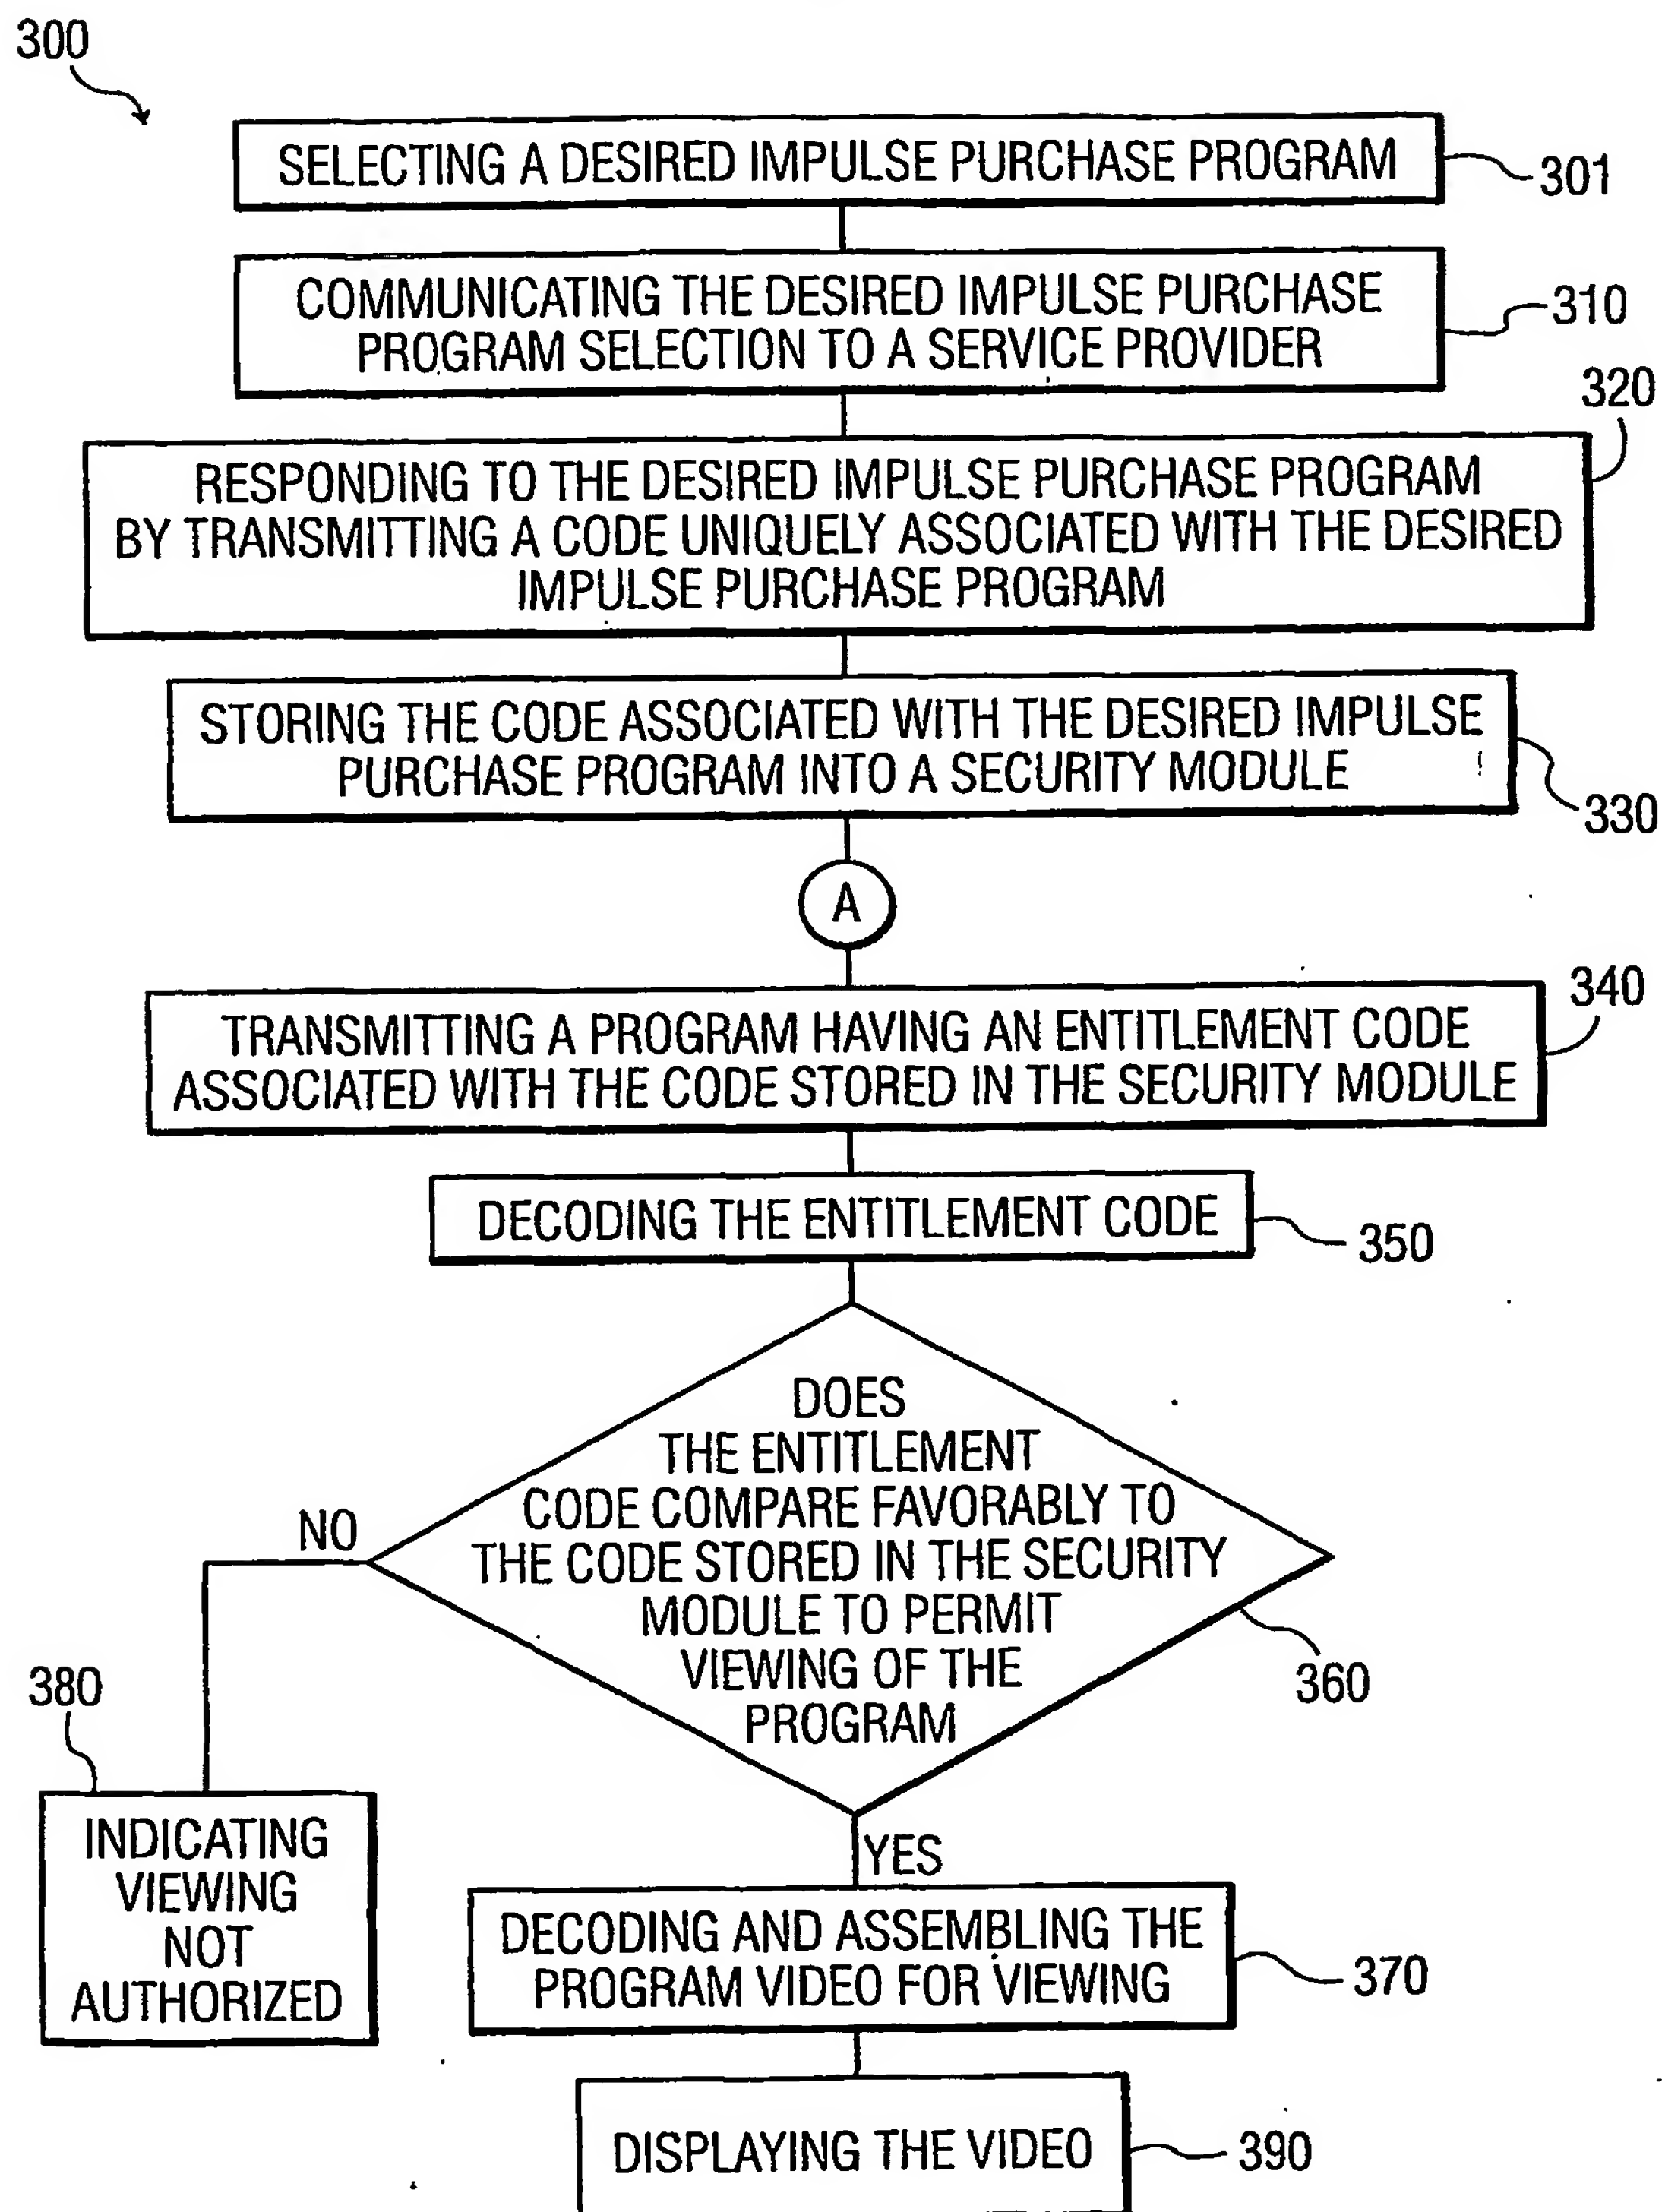 300
SELECTING A DESIRED IMPULSE PURCHASE PROGRAM
301
COMMUNICATING THE DESIRED IMPULSE PURCHASE
PROGRAM SELECTION TO A SERVICE PROVIDER
310
320
RESPONDING TO THE DESIRED IMPULSE PURCHASE PROGRAM
BY TRANSMITTING A CODE UNIQUELY ASSOCIATED WITH THE DESIRED
IMPULSE PURCHASE PROGRAM
STORING THE CODE ASSOCIATED WITH THE DESIRED IMPULSE
PURCHASE PROGRAM INTO A SECURITY MODULE
330
A
340
TRANSMITTING A PROGRAM HAVING AN ENTITLEMENT CODE
ASSOCIATED WITH THE CODE STORED IN THE SECURITY MODULE
DECODING THE ENTITLEMENT CODE
350
DOES
THE ENTITLEMENT
CODE COMPARE FAVORABLY TO
THE CODE STORED IN THE SECURITY
MODULE TO PERMIT
VIEWING OF THE
PROGRAM
NO
360
380
INDICATING
VIEWING
NOT
AUTHORIZED
YES
DECODING AND ASSEMBLING THE
PROGRAM VIDEO FOR VIEWING
370
DISPLAYING THE VIDEO
390